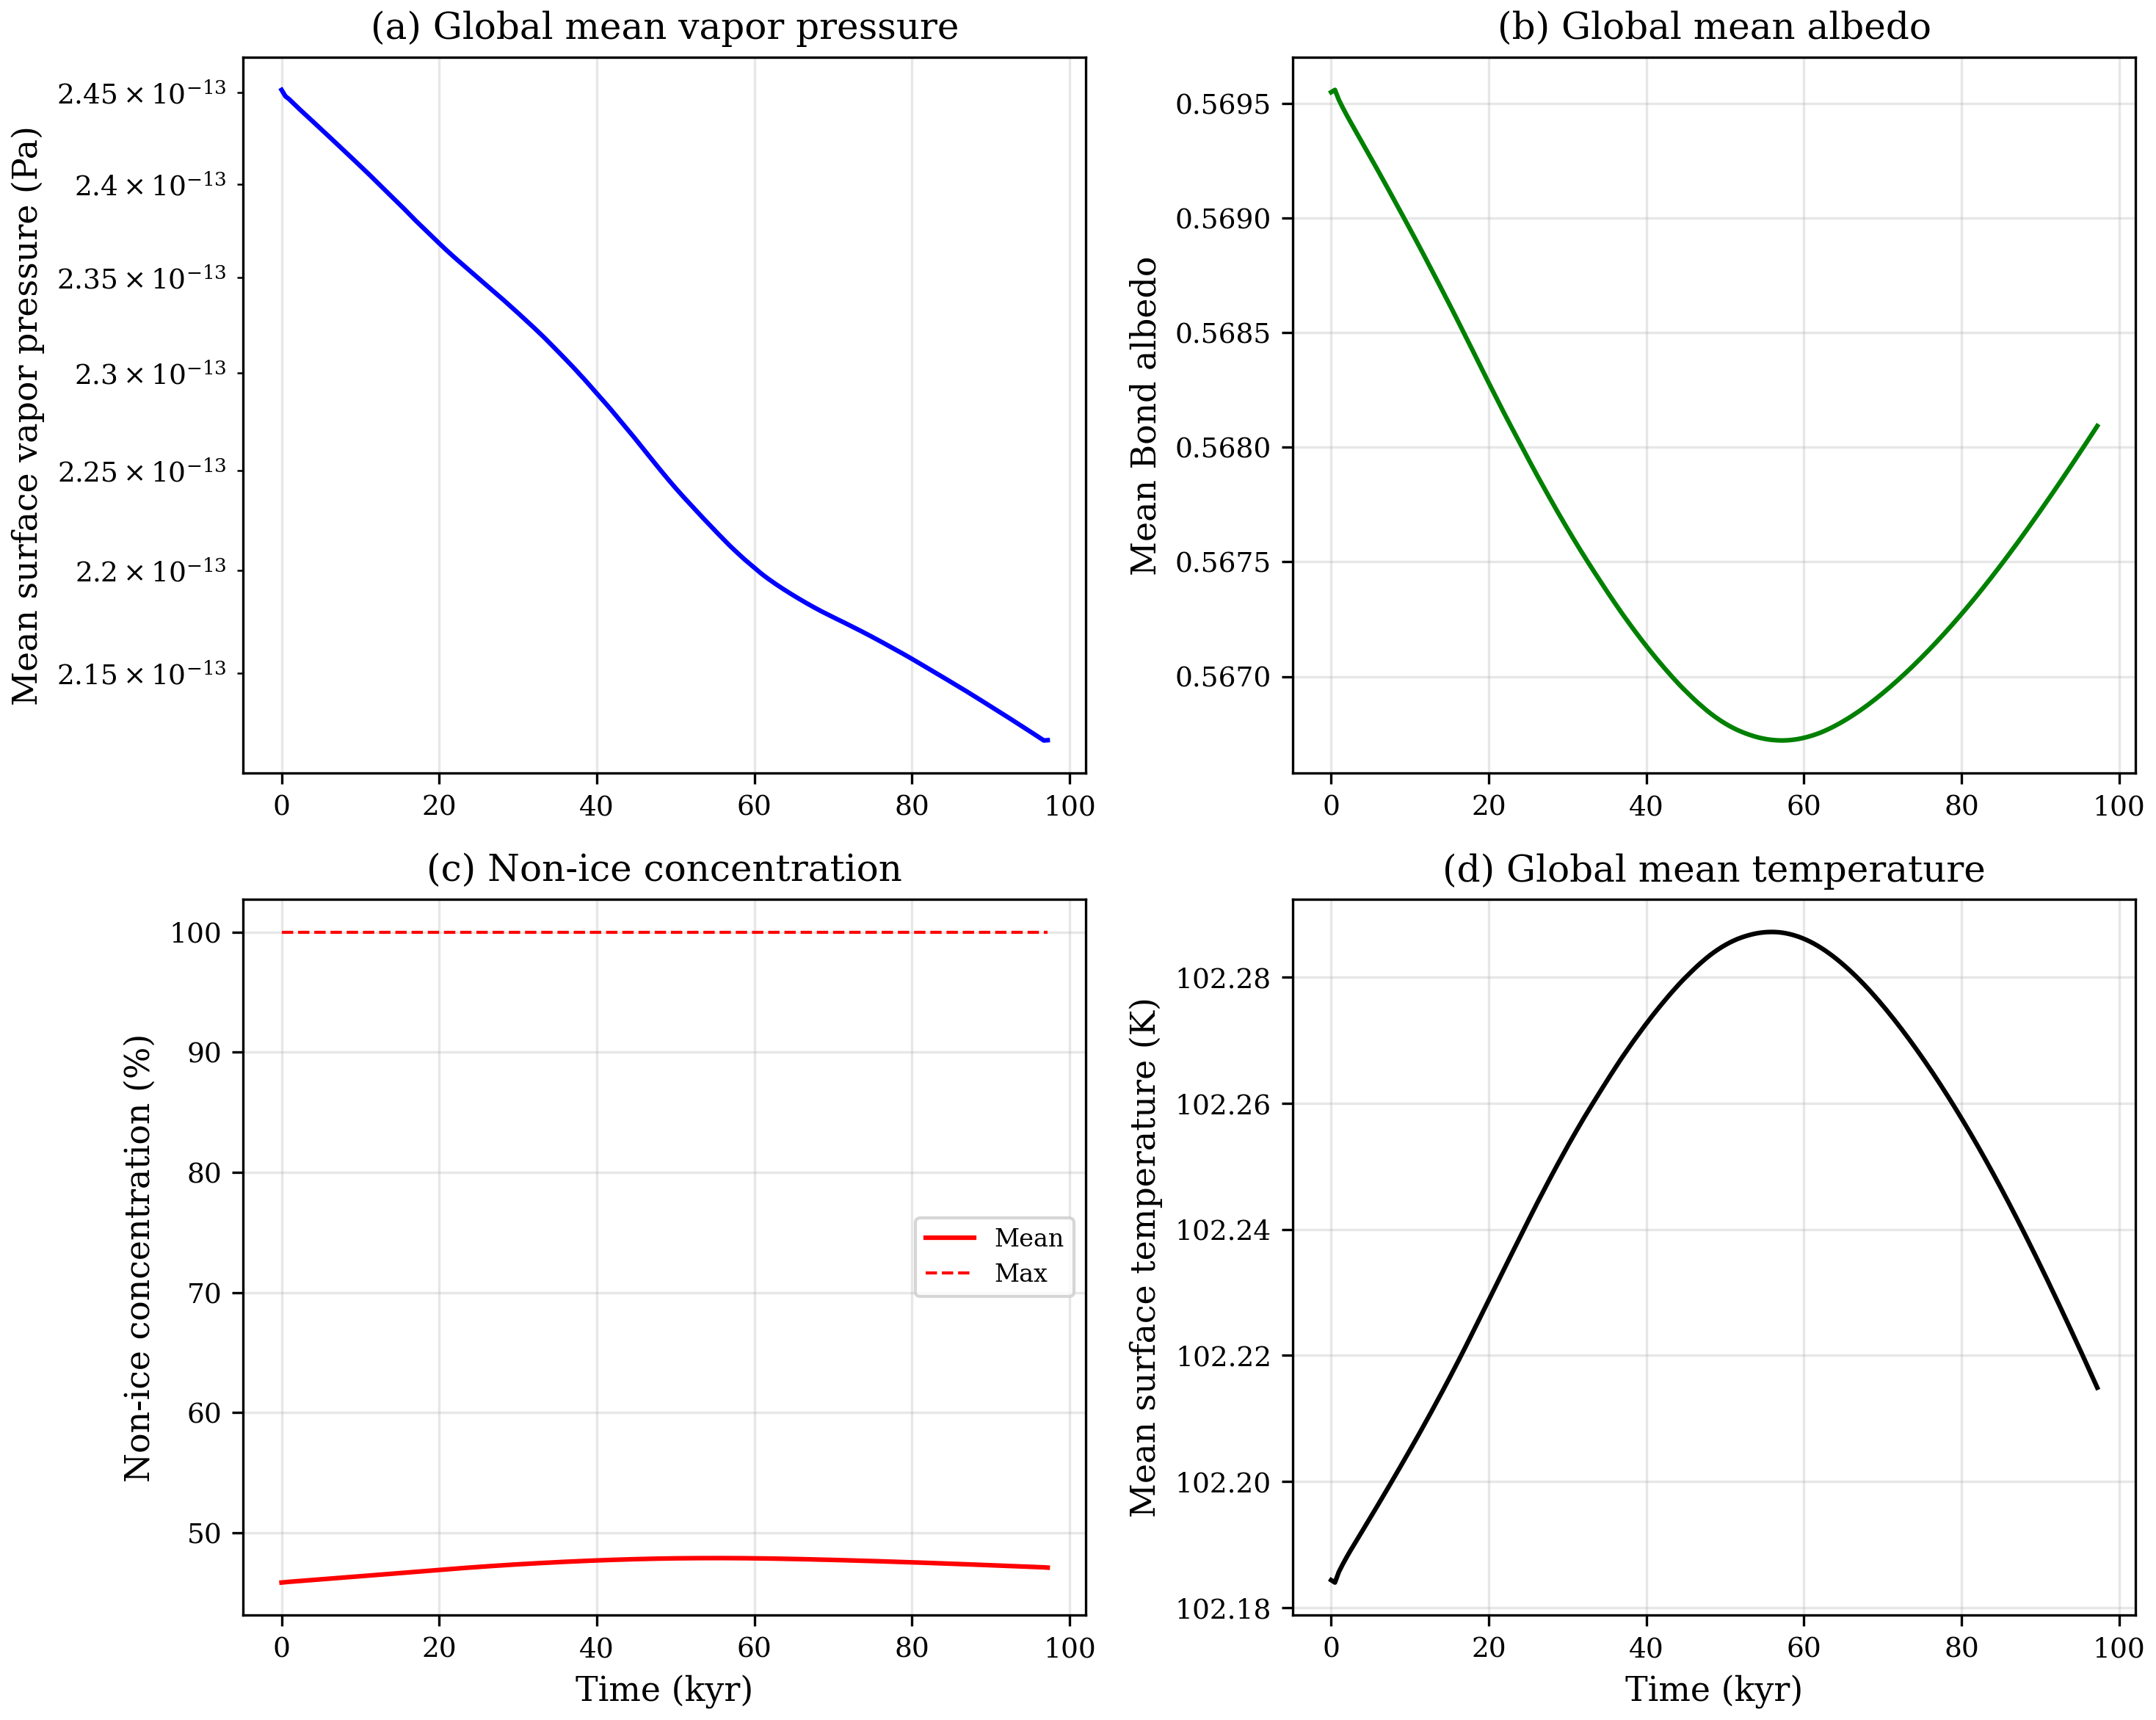 (a) Global mean vapor pressure
Mean surface vapor pressure (Pa)
2.45 × 10⁻¹³
2.4 × 10⁻¹³
2.35 × 10⁻¹³
2.3 × 10⁻¹³
2.25 × 10⁻¹³
2.2 × 10⁻¹³
2.15 × 10⁻¹³
0 20 40 60 80 100
(b) Global mean albedo
Mean Bond albedo
0.5695
0.5690
0.5685
0.5680
0.5675
0.5670
0 20 40 60 80 100
(c) Non-ice concentration
Non-ice concentration (%)
100
90
80
70
60
50
Mean
Max
0 20 40 60 80 100
Time (kyr)
(d) Global mean temperature
Mean surface temperature (K)
102.28
102.26
102.24
102.22
102.20
102.18
0 20 40 60 80 100
Time (kyr)